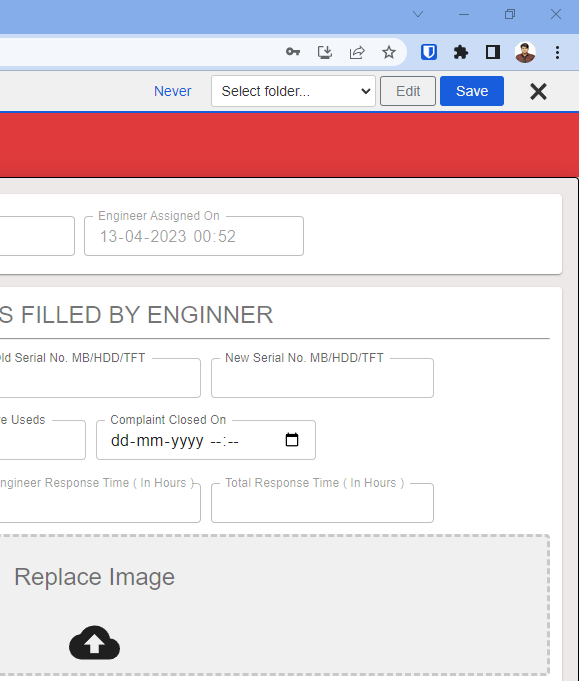 Never Select folder... Edit Save
Engineer Assigned On
13-04-2023 00:52
S FILLED BY ENGINNER
ld Serial No. MB/HDD/TFT New Serial No. MB/HDD/TFT
re Useds Complaint Closed On
dd-mm-yyyy --:--
ngineer Response Time ( In Hours ) Total Response Time ( In Hours )
Replace Image